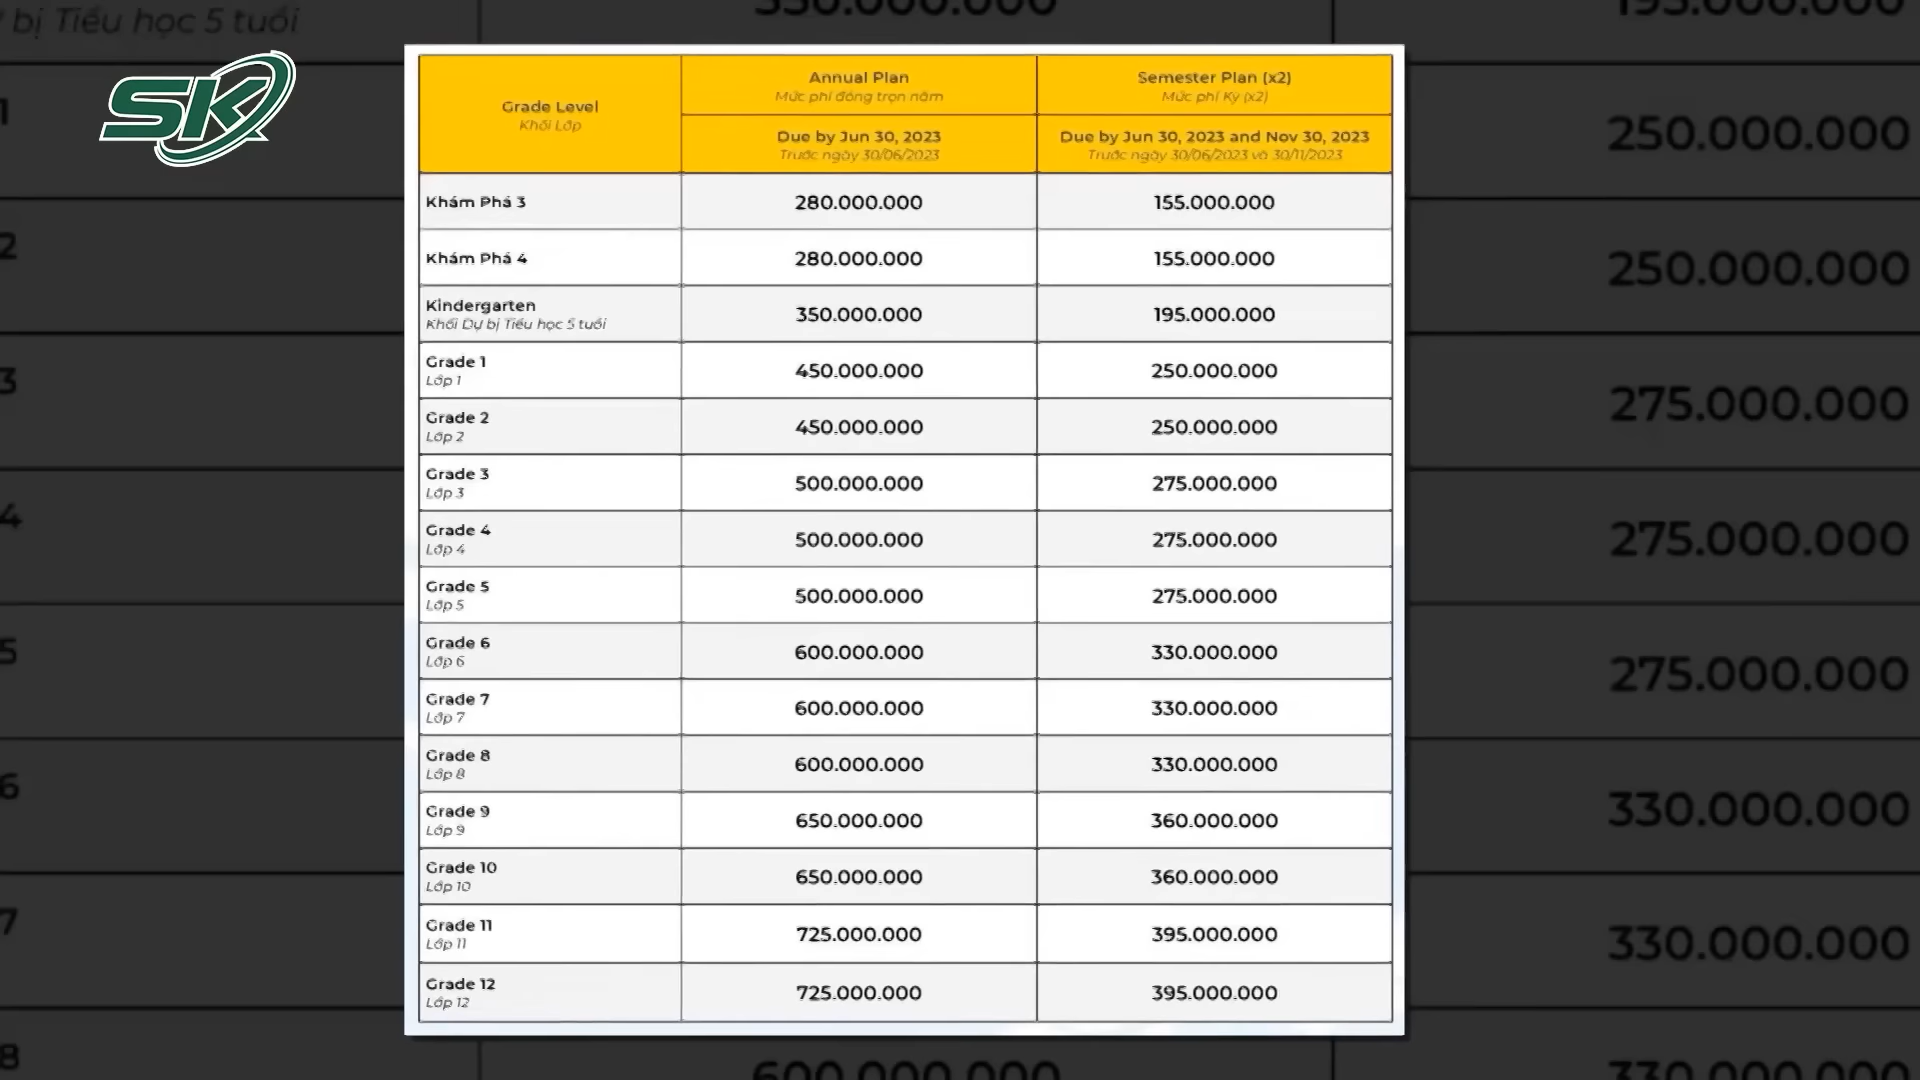 SK
Grade Level
Khối Lớp
Annual Plan
Mức phí đóng trọn năm
Semester Plan (x2)
Mức phí Kỳ (x2)
Due by Jun 30, 2023
Trước ngày 30/06/2023
Due by Jun 30, 2023 and Nov 30, 2023
Trước ngày 30/06/2023 và 30/11/2023
Khám Phá 3 280.000.000 155.000.000
Khám Phá 4 280.000.000 155.000.000
Kindergarten
Khối Dự bị Tiểu học 5 tuổi
350.000.000 195.000.000
Grade 1
Lớp 1
450.000.000 250.000.000
Grade 2
Lớp 2
450.000.000 250.000.000
Grade 3
Lớp 3
500.000.000 275.000.000
Grade 4
Lớp 4
500.000.000 275.000.000
Grade 5
Lớp 5
500.000.000 275.000.000
Grade 6
Lớp 6
600.000.000 330.000.000
Grade 7
Lớp 7
600.000.000 330.000.000
Grade 8
Lớp 8
600.000.000 330.000.000
Grade 9
Lớp 9
650.000.000 360.000.000
Grade 10
Lớp 10
650.000.000 360.000.000
Grade 11
Lớp 11
725.000.000 395.000.000
Grade 12
Lớp 12
725.000.000 395.000.000
bị Tiểu học 5 tuổi
350.000.000
195.000.000
1
250.000.000
2
250.000.000
3
275.000.000
4
275.000.000
5
275.000.000
6
330.000.000
7
330.000.000
8
600.000.000
330.000.000